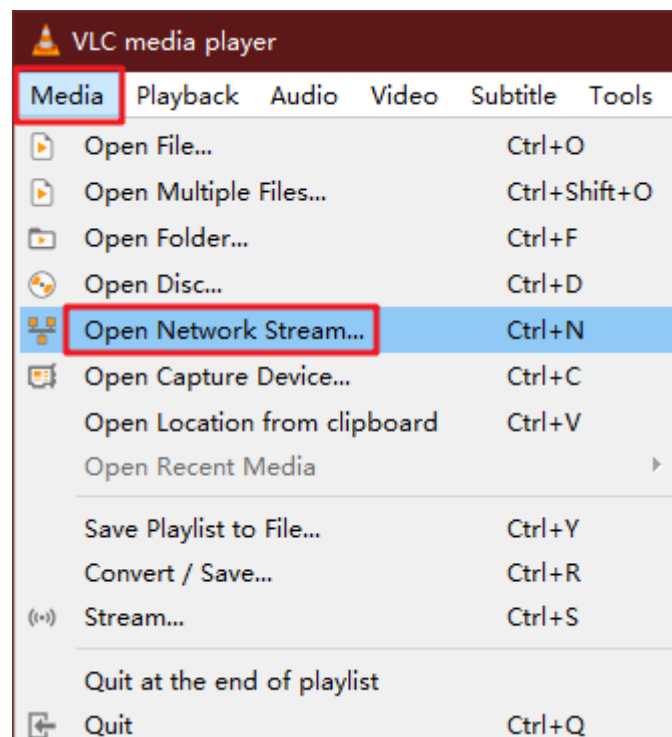 VLC media player
Media Playback Audio Video Subtitle Tools
Open File... Ctrl+O
Open Multiple Files... Ctrl+Shift+O
Open Folder... Ctrl+F
Open Disc... Ctrl+D
Open Network Stream... Ctrl+N
Open Capture Device... Ctrl+C
Open Location from clipboard Ctrl+V
Open Recent Media
Save Playlist to File... Ctrl+Y
Convert / Save... Ctrl+R
Stream... Ctrl+S
Quit at the end of playlist
Quit Ctrl+Q